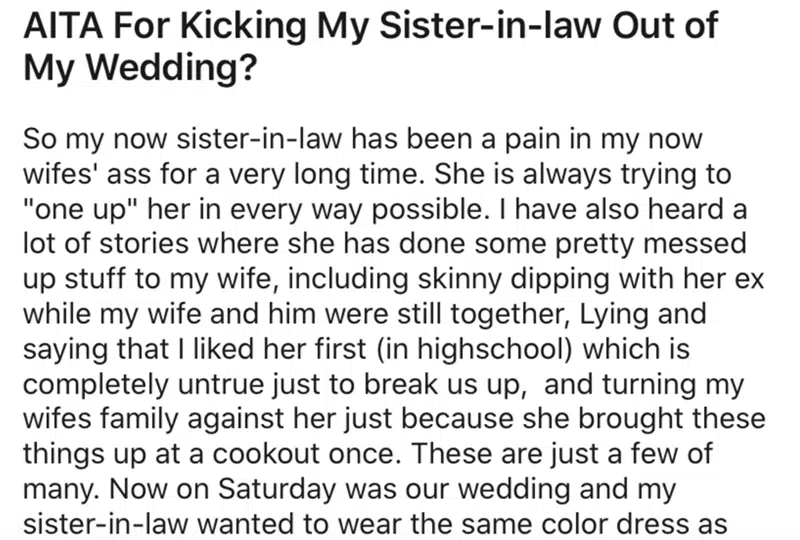 AITA For Kicking My Sister-in-law Out of
My Wedding?
So my now sister-in-law has been a pain in my now
wifes' ass for a very long time. She is always trying to
"one up" her in every way possible. I have also heard a
lot of stories where she has done some pretty messed
up stuff to my wife, including skinny dipping with her ex
while my wife and him were still together, Lying and
saying that I liked her first (in highschool) which is
completely untrue just to break us up,  and turning my
wifes family against her just because she brought these
things up at a cookout once. These are just a few of
many. Now on Saturday was our wedding and my
sister-in-law wanted to wear the same color dress as